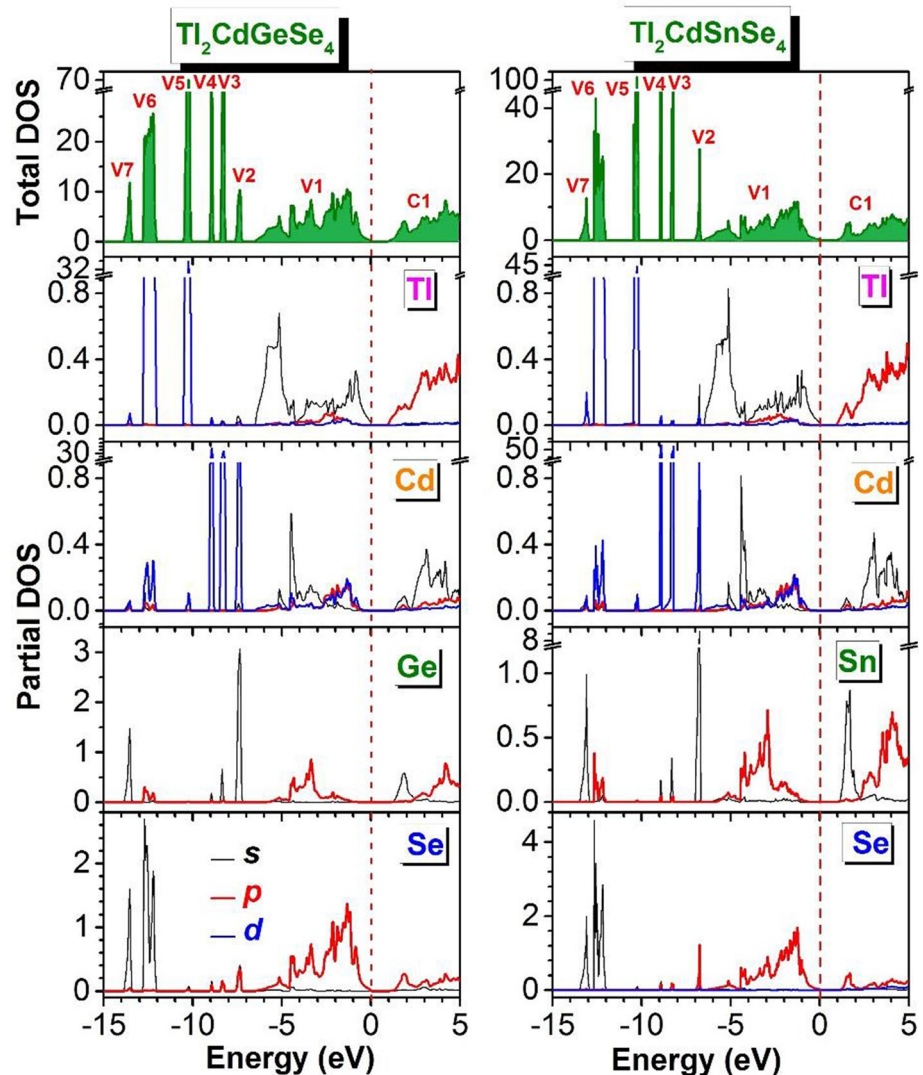 Tl₂CdGeSe₄
Tl₂CdSnSe₄
Total DOS
70
20
10
0
V7
V6
V5
V4
V3
V2
V1
C1
100
40
20
0
V7
V6
V5
V4
V3
V2
V1
C1
Partial DOS
32
0.8
0.4
0.0
Tl
45
0.8
0.4
0.0
Tl
30
0.8
0.4
0.0
Cd
50
0.8
0.4
0.0
Cd
3
2
1
0
Ge
8
1.0
0.5
0.0
Sn
2
1
0
s
p
d
Se
4
2
0
Se
-15 -10 -5 0 5
-15 -10 -5 0 5
Energy (eV)
Energy (eV)